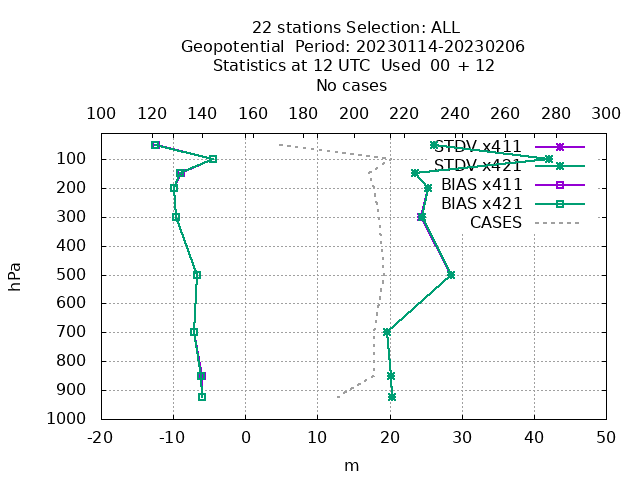 22 stations Selection: ALL
Geopotential  Period: 20230114-20230206
Statistics at 12 UTC  Used  00 + 12
No cases
100 120 140 160 180 200 220 240 260 280 300
STDV x411
STDV x421
BIAS x411
BIAS x421
CASES
hPa
100
200
300
400
500
600
700
800
900
1000
-20 -10 0 10 20 30 40 50
m